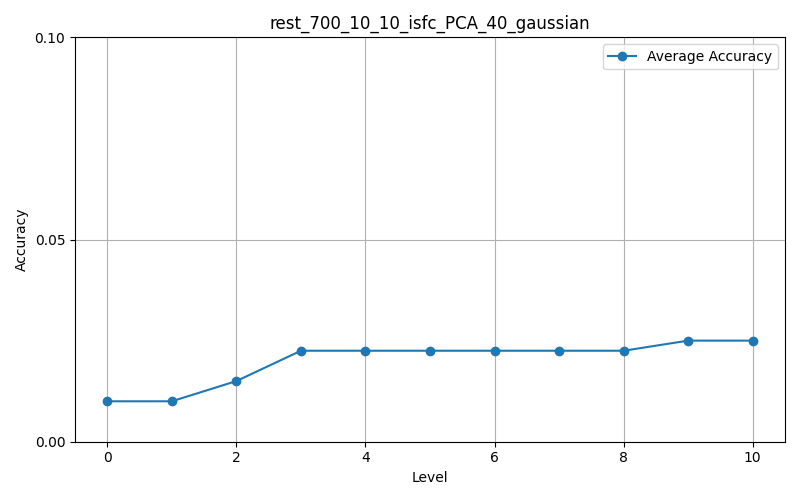 rest_700_10_10_isfc_PCA_40_gaussian
Average Accuracy
0.10
0.05
0.00
Accuracy
0 2 4 6 8 10
Level